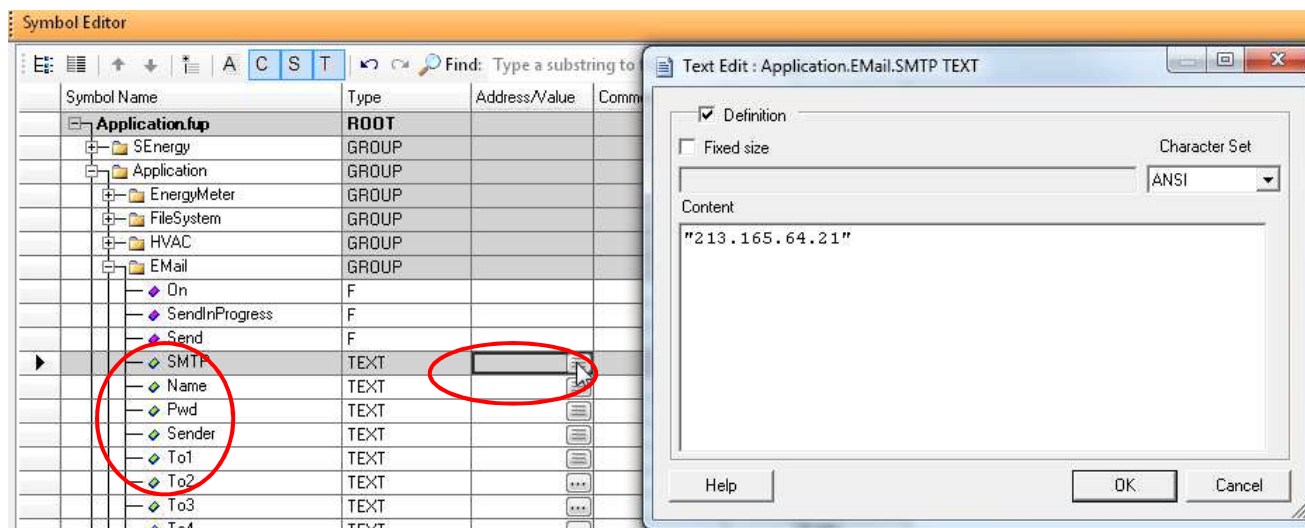 Symbol Editor
A C S T Find: Type a substring to
Symbol Name Type Address/Value Comm
Application.fup ROOT
SEnergy GROUP
Application GROUP
EnergyMeter GROUP
FileSystem GROUP
HVAC GROUP
EMail GROUP
On F
SendInProgress F
Send F
SMTP TEXT
Name TEXT
Pwd TEXT
Sender TEXT
To1 TEXT
To2 TEXT
To3 TEXT
To4 TEXT
Text Edit : Application.EMail.SMTP TEXT
Definition
Fixed size Character Set
ANSI
Content
"213.165.64.21"
Help OK Cancel